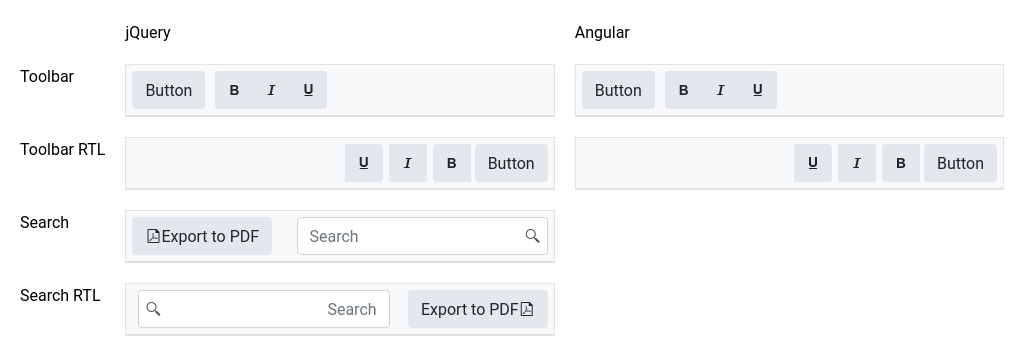 jQuery Angular
Toolbar Button B I U Button B I U
Toolbar RTL U I B Button U I B Button
Search Export to PDF Search
Search RTL Search Export to PDF